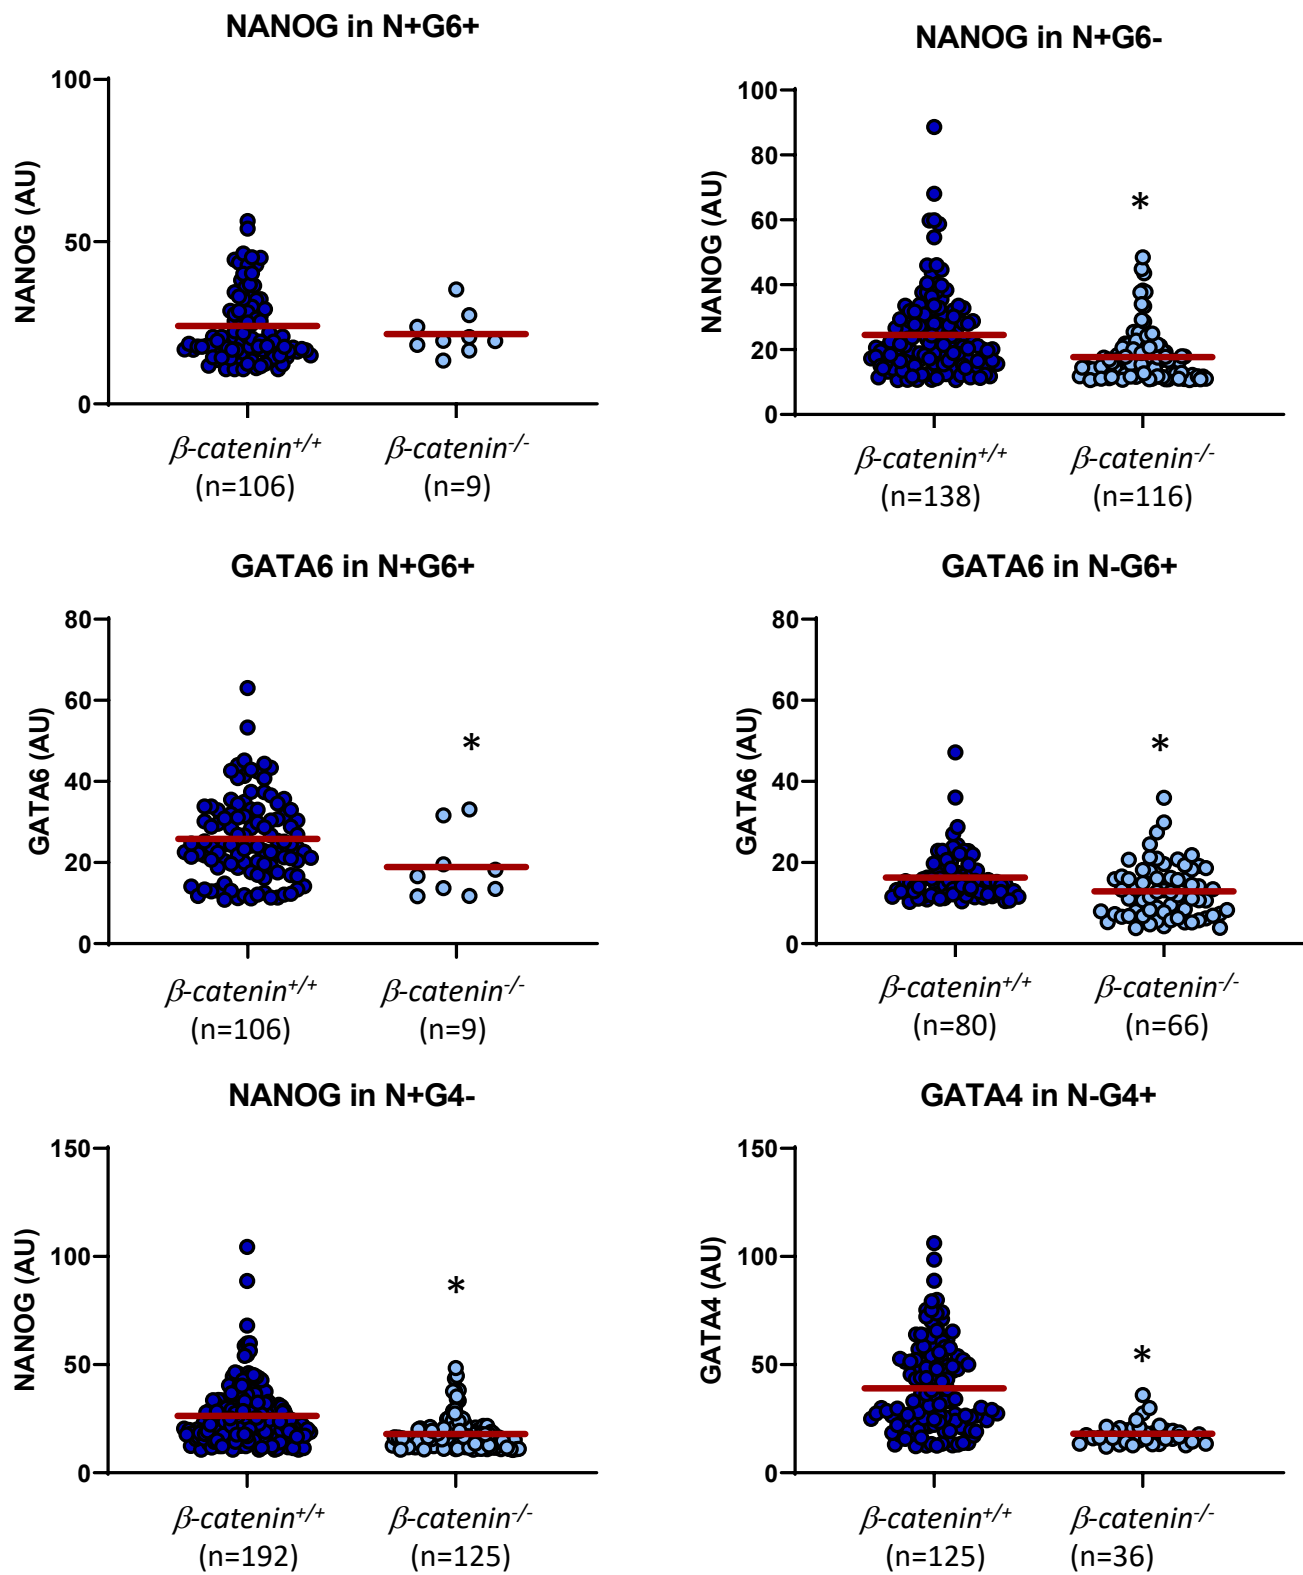 NANOG in N+G6+
NANOG (AU)
100
50
0
β-catenin+/+
(n=106)
β-catenin-/-
(n=9)
NANOG in N+G6-
NANOG (AU)
100
80
60
40
20
0
*
β-catenin+/+
(n=138)
β-catenin-/-
(n=116)
GATA6 in N+G6+
GATA6 (AU)
80
60
40
20
0
*
β-catenin+/+
(n=106)
β-catenin-/-
(n=9)
GATA6 in N-G6+
GATA6 (AU)
80
60
40
20
0
*
β-catenin+/+
(n=80)
β-catenin-/-
(n=66)
NANOG in N+G4-
NANOG (AU)
150
100
50
0
*
β-catenin+/+
(n=192)
β-catenin-/-
(n=125)
GATA4 in N-G4+
GATA4 (AU)
150
100
50
0
*
β-catenin+/+
(n=125)
β-catenin-/-
(n=36)